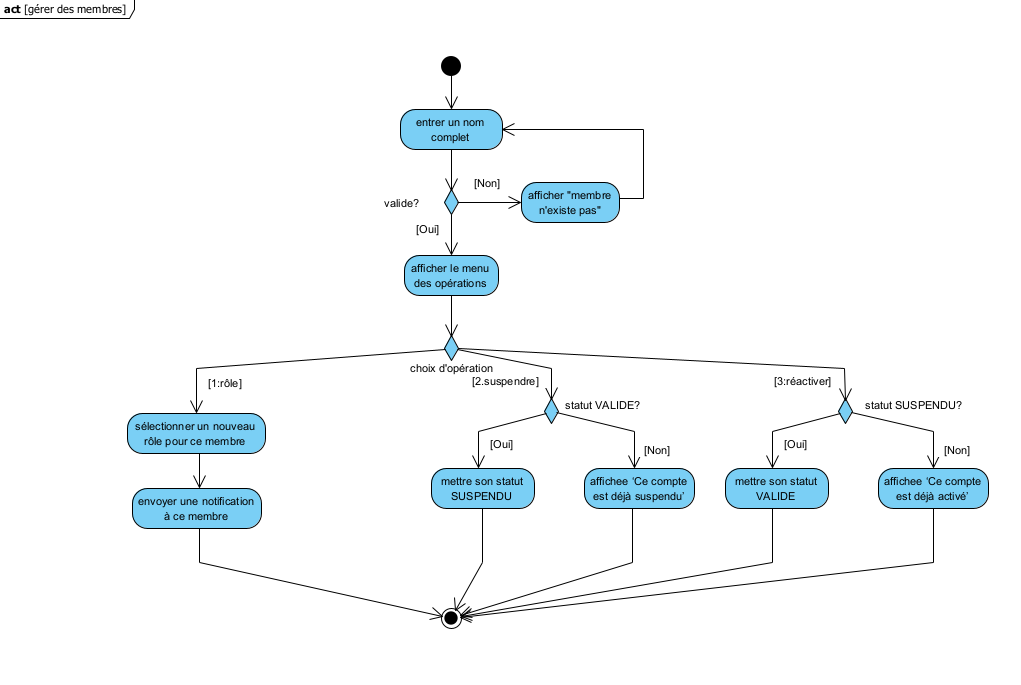 act [gérer des membres]
entrer un nom
complet
[Non]
valide?
afficher "membre
n'existe pas"
[Oui]
afficher le menu
des opérations
choix d'opération
[1:rôle]
[2.suspendre]
[3:réactiver]
statut VALIDE?
statut SUSPENDU?
sélectionner un nouveau
rôle pour ce membre
[Oui]
[Non]
[Oui]
[Non]
mettre son statut
SUSPENDU
affichee ‘Ce compte
est déjà suspendu’
mettre son statut
VALIDE
affichee ‘Ce compte
est déjà activé’
envoyer une notification
à ce membre